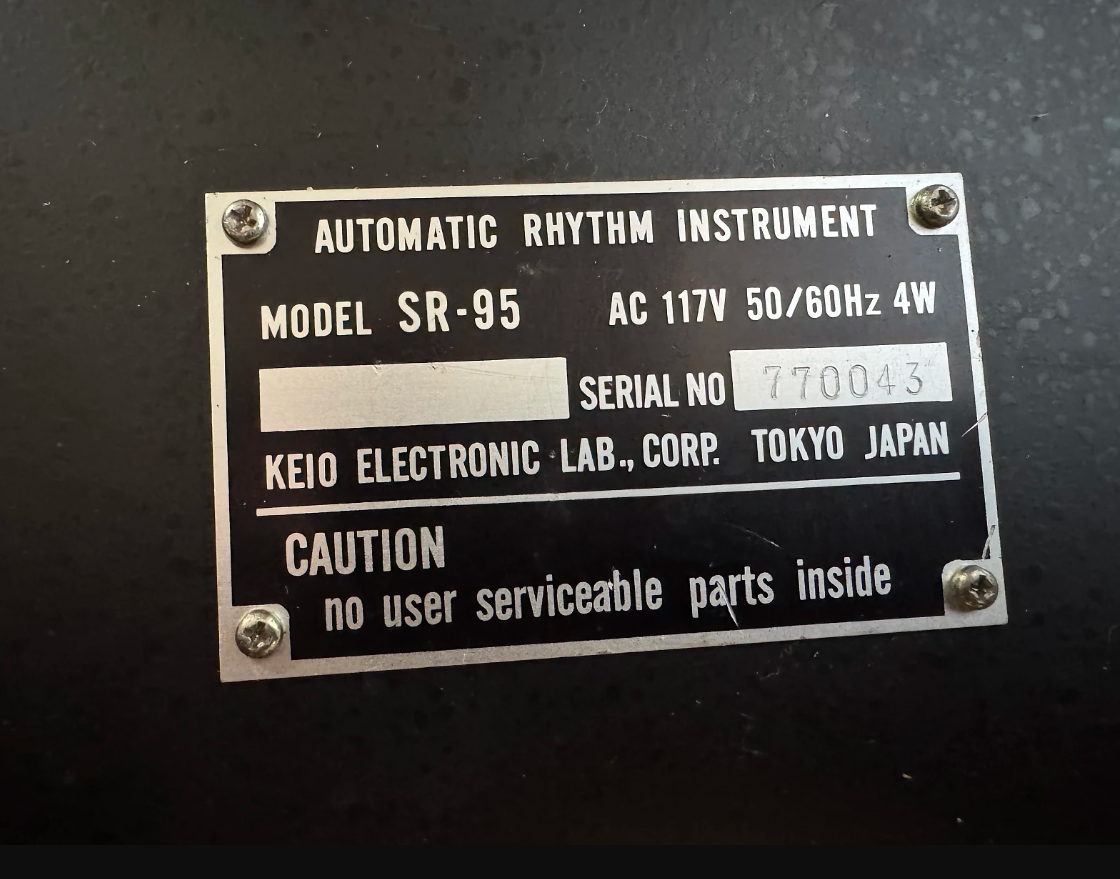 AUTOMATIC RHYTHM INSTRUMENT
MODEL SR-95 AC 117V 50/60Hz 4W
SERIAL NO 770043
KEIO ELECTRONIC LAB., CORP. TOKYO JAPAN
CAUTION
no user serviceable parts inside